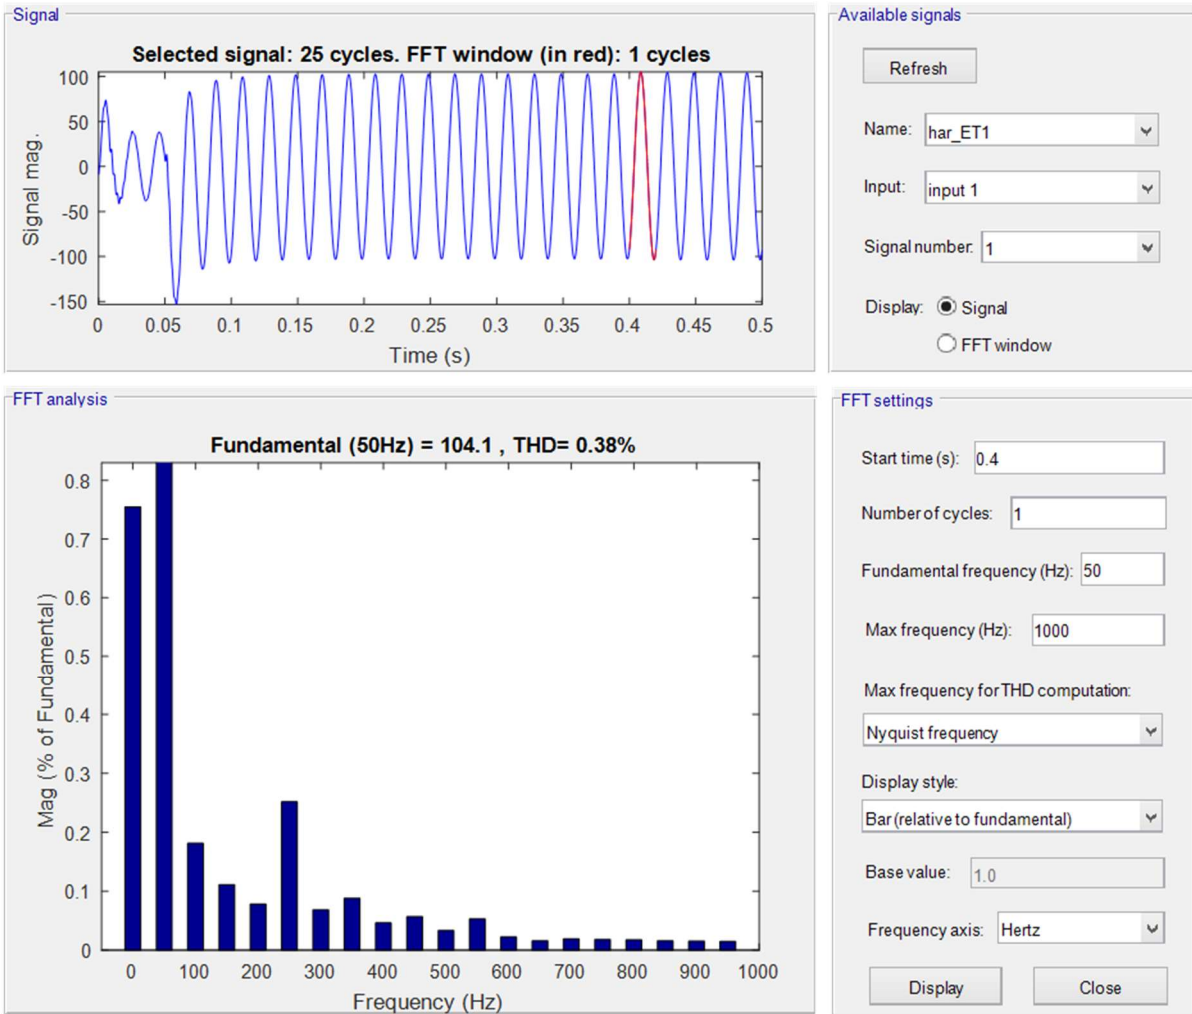 Signal
Selected signal: 25 cycles. FFT window (in red): 1 cycles
100
50
0
-50
-100
-150
Signal mag.
0 0.05 0.1 0.15 0.2 0.25 0.3 0.35 0.4 0.45 0.5
Time (s)
Available signals
Refresh
Name: har_ET1
Input: input 1
Signal number: 1
Display: Signal
FFT window
FFT analysis
Fundamental (50Hz) = 104.1 , THD= 0.38%
0.8
0.7
0.6
0.5
0.4
0.3
0.2
0.1
0
Mag (% of Fundamental)
0 100 200 300 400 500 600 700 800 900 1000
Frequency (Hz)
FFT settings
Start time (s): 0.4
Number of cycles: 1
Fundamental frequency (Hz): 50
Max frequency (Hz): 1000
Max frequency for THD computation:
Nyquist frequency
Display style:
Bar (relative to fundamental)
Base value: 1.0
Frequency axis: Hertz
Display Close